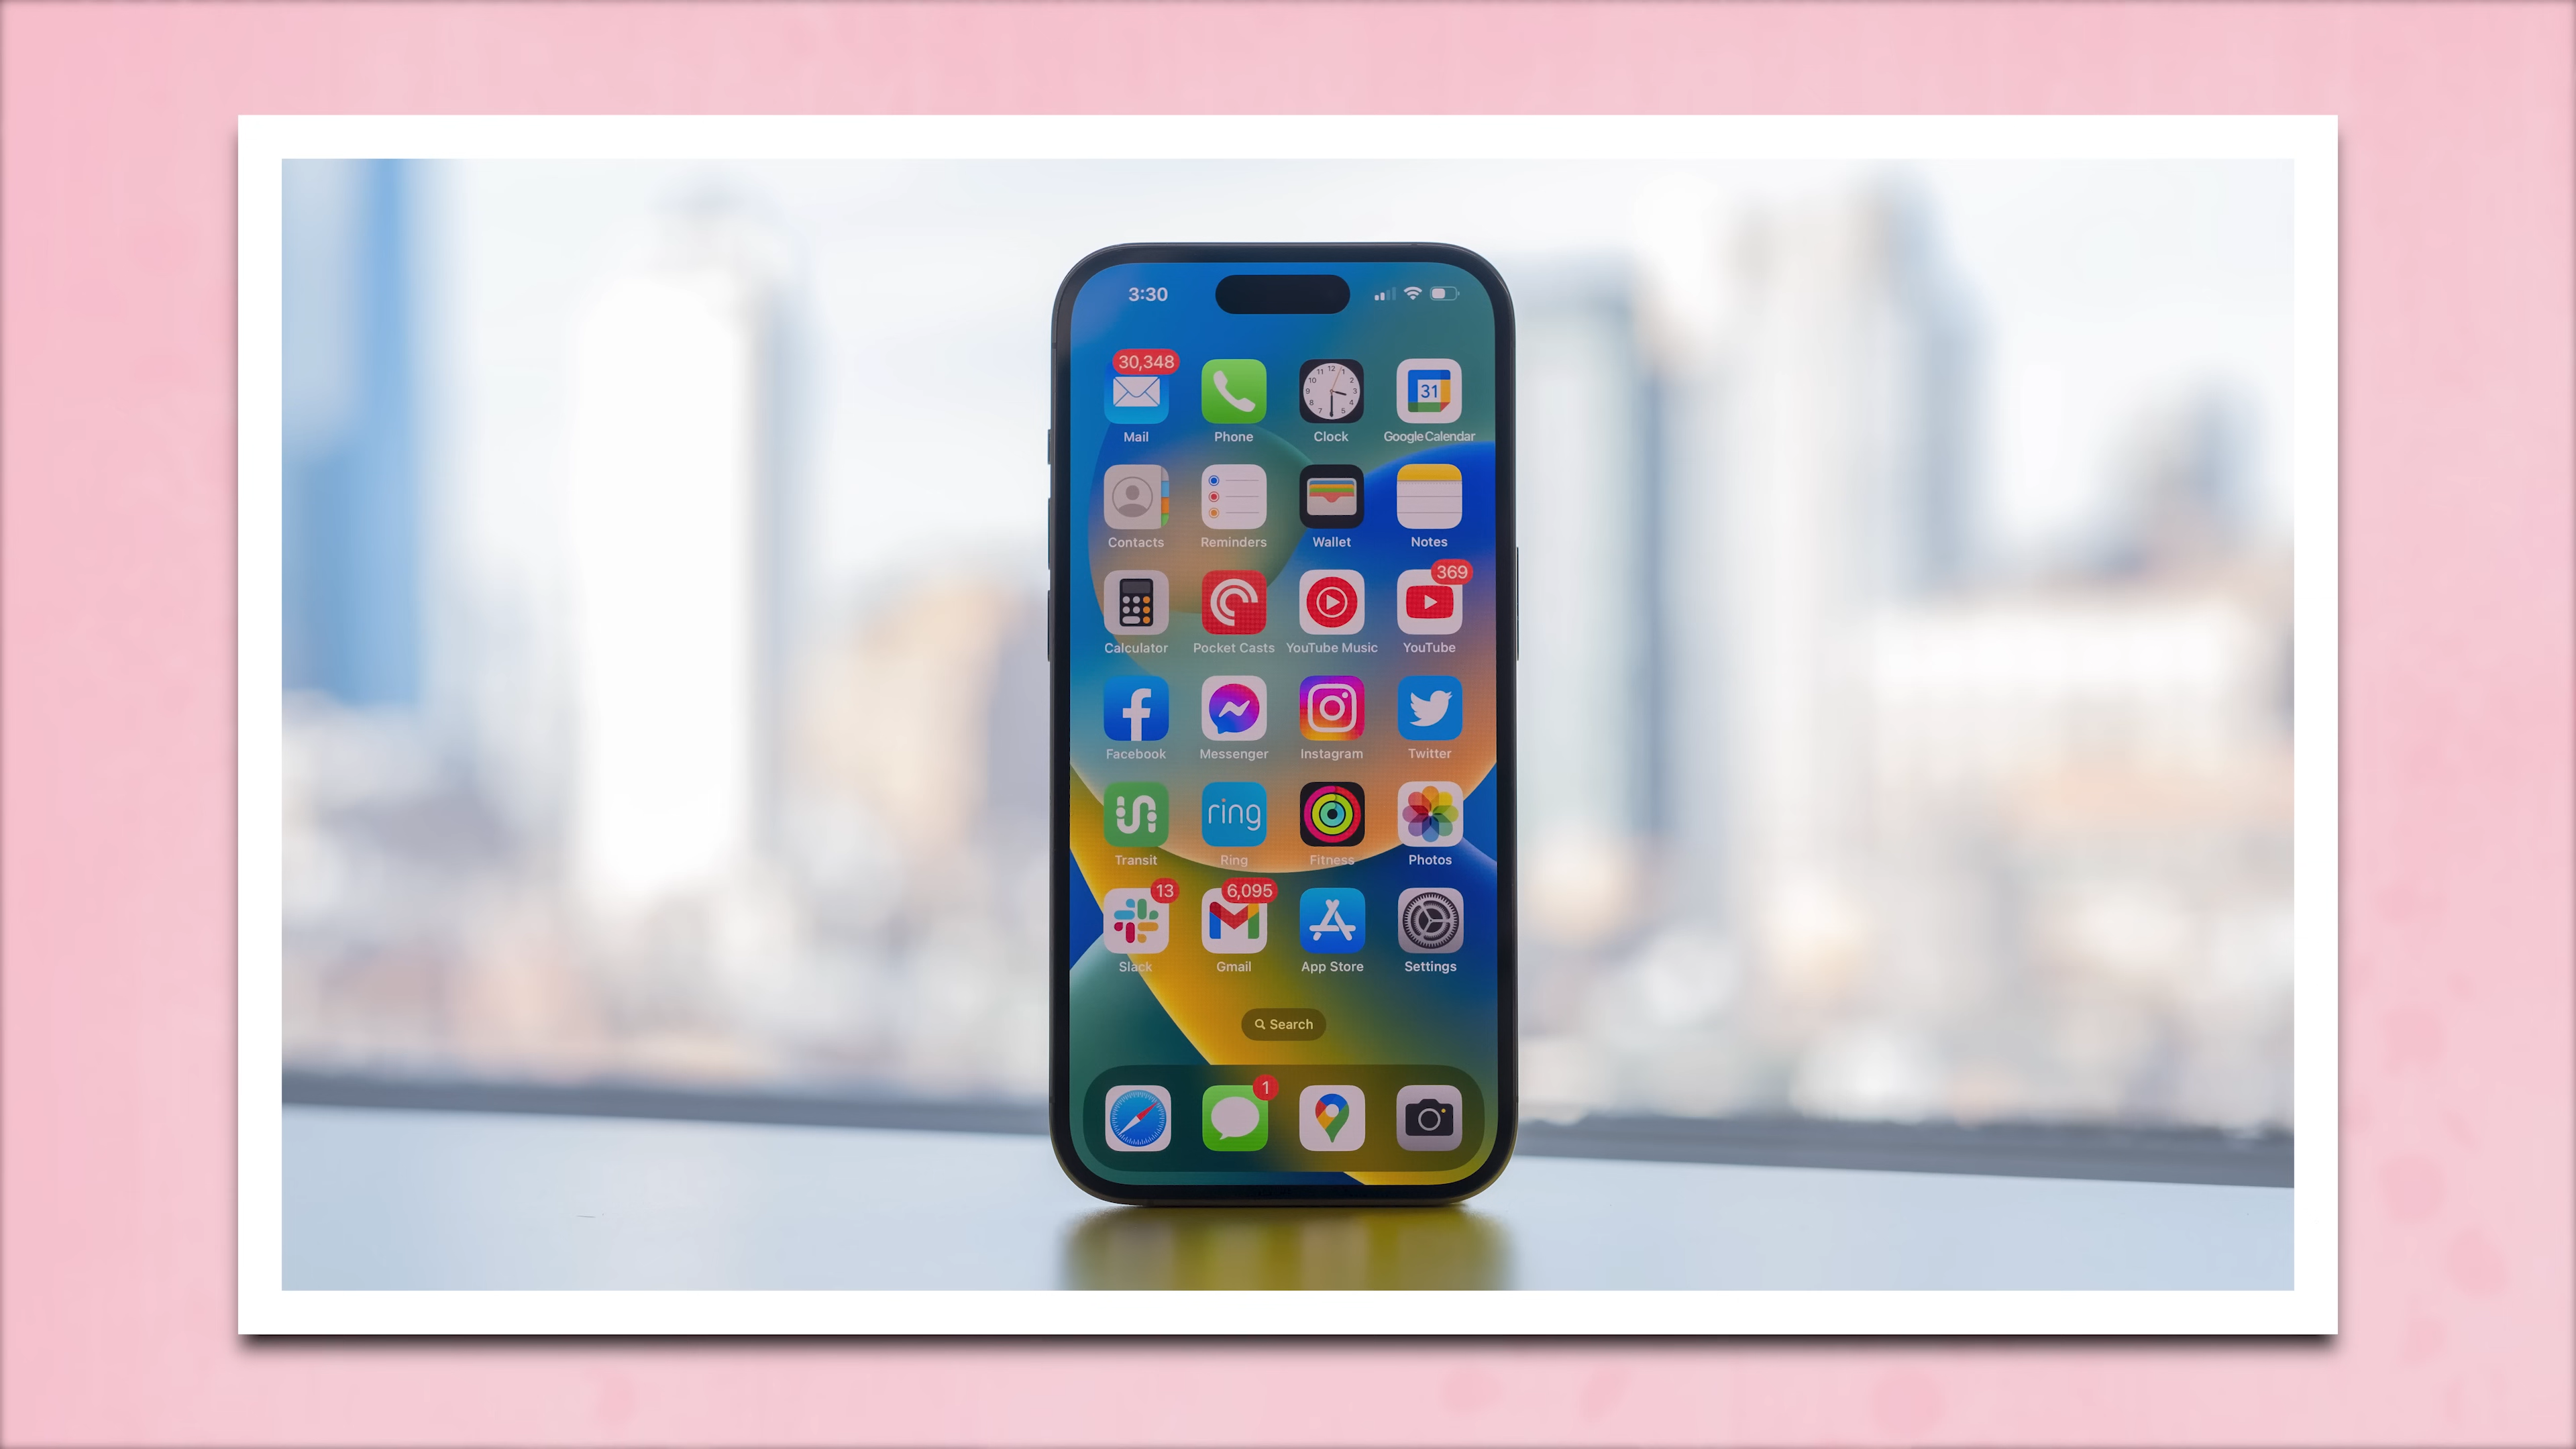 3:30
30,348
Mail Phone Clock Google Calendar
31
Contacts Reminders Wallet Notes
369
Calculator Pocket Casts YouTube Music YouTube
Facebook Messenger Instagram Twitter
ring
Transit Ring Fitness Photos
13 6,095
Slack Gmail App Store Settings
Search
1